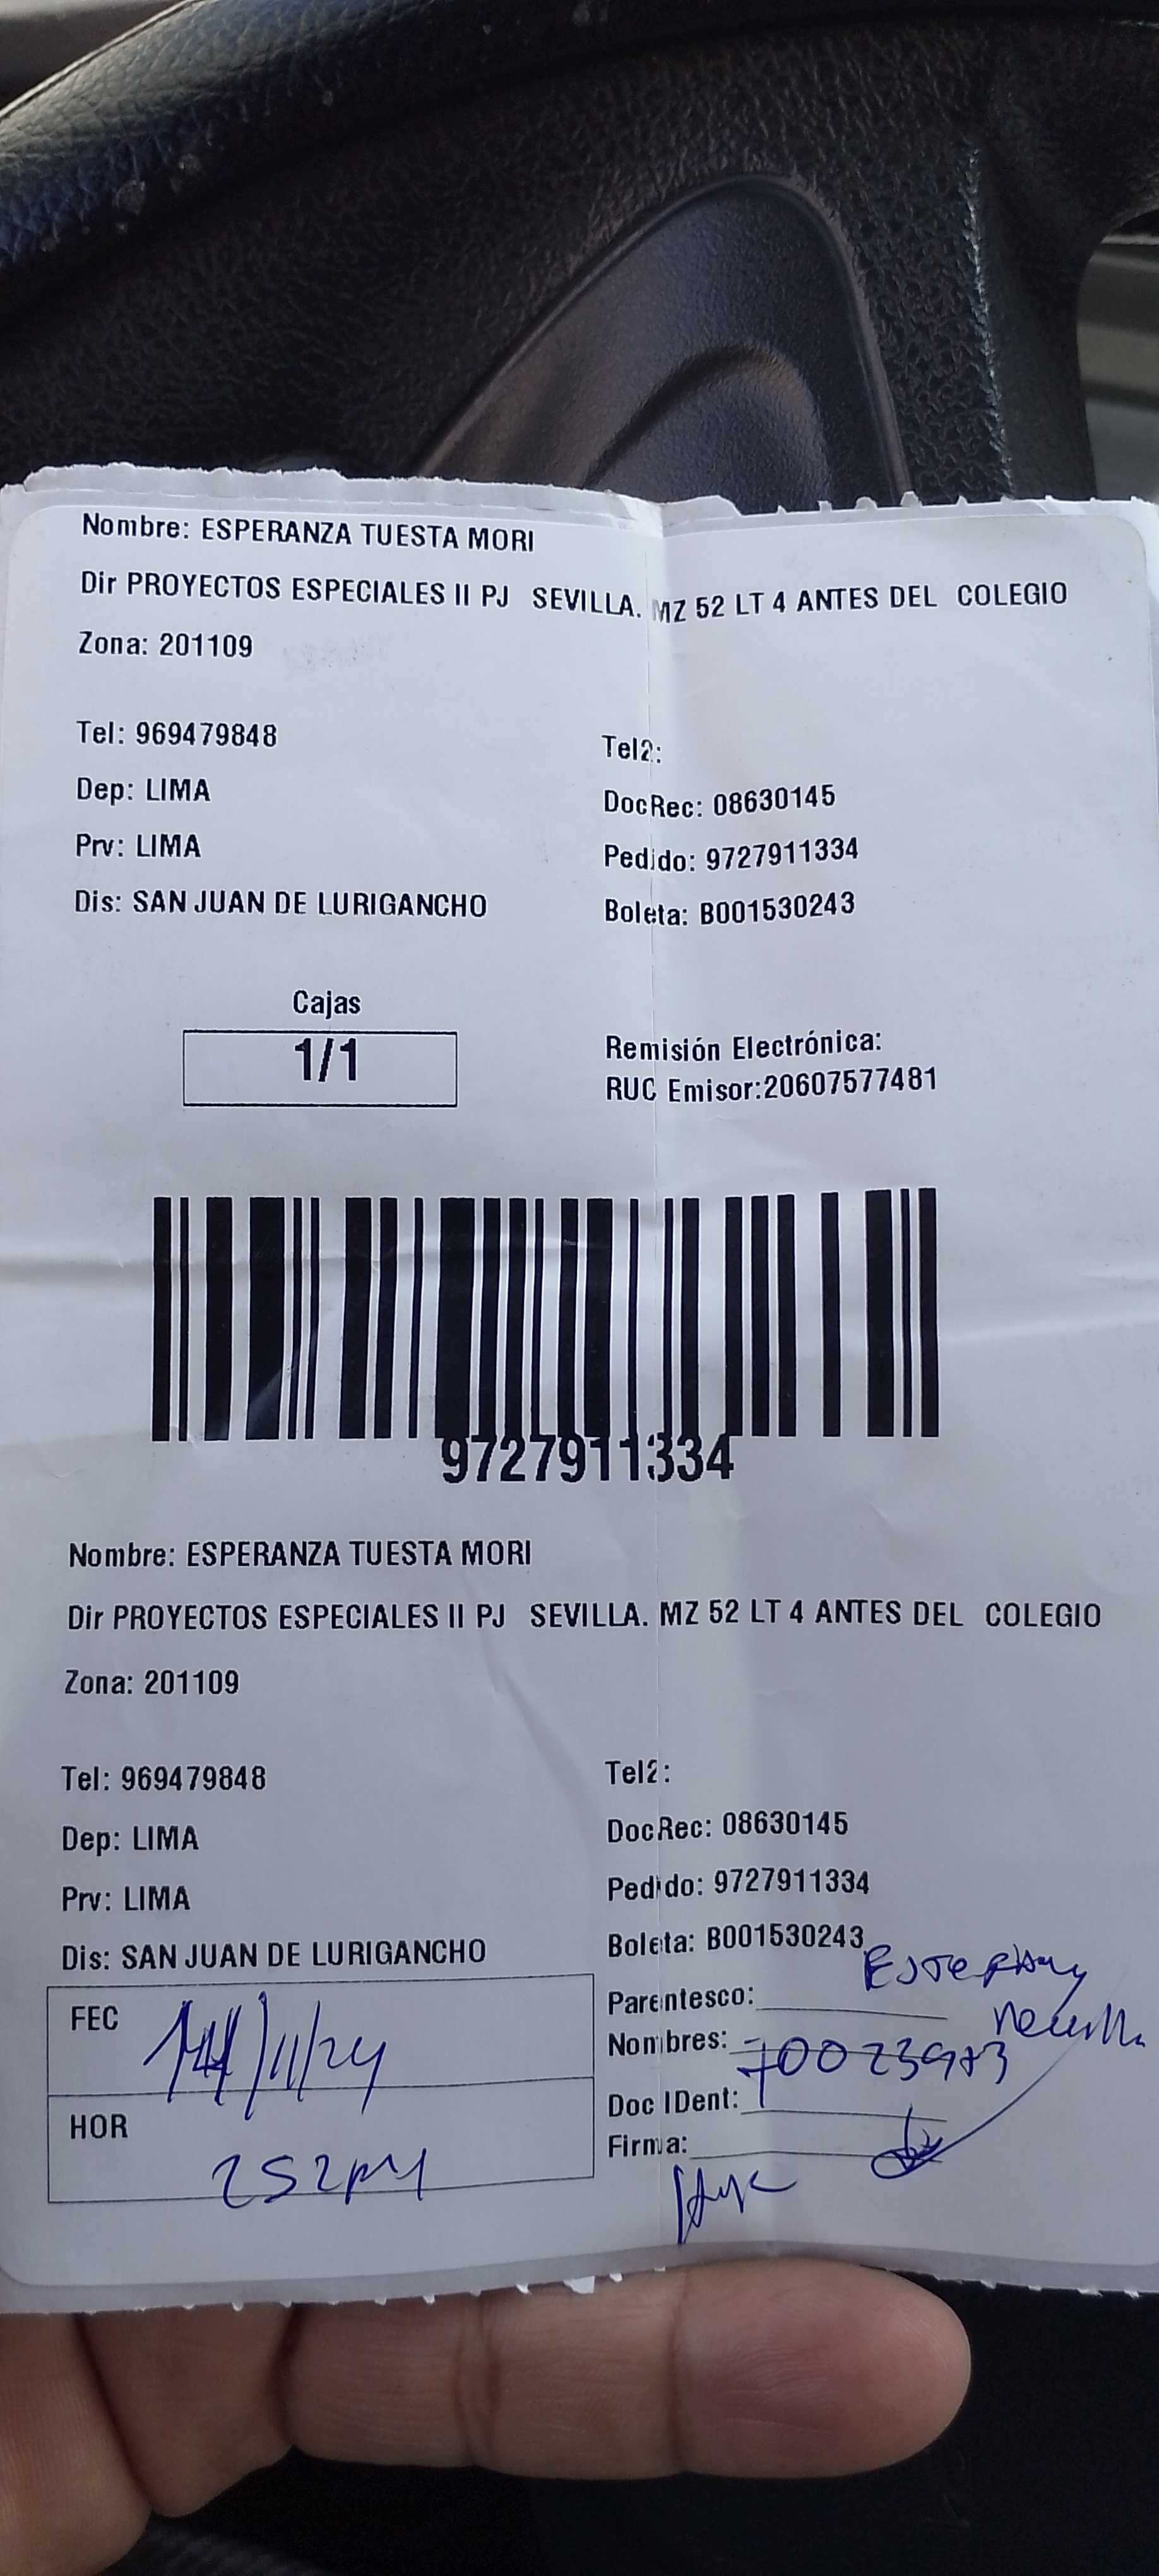 Nombre: ESPERANZA TUESTA MORI
Dir PROYECTOS ESPECIALES II PJ SEVILLA. MZ 52 LT 4 ANTES DEL COLEGIO
Zona: 201109
Tel: 969479848
Tel2:
Dep: LIMA
DocRec: 08630145
Prv: LIMA
Pedido: 9727911334
Dis: SAN JUAN DE LURIGANCHO
Boleta: B001530243
Cajas
1/1
Remisión Electrónica:
RUC Emisor:20607577481
9727911334
Nombre: ESPERANZA TUESTA MORI
Dir PROYECTOS ESPECIALES II PJ SEVILLA. MZ 52 LT 4 ANTES DEL COLEGIO
Zona: 201109
Tel: 969479848
Tel2:
Dep: LIMA
DocRec: 08630145
Prv: LIMA
Pedido: 9727911334
Dis: SAN JUAN DE LURIGANCHO
Boleta: B001530243
FEC 14/11/24
HOR 252PM
Parentesco:
Nombres:
Doc IDent:
Firma: